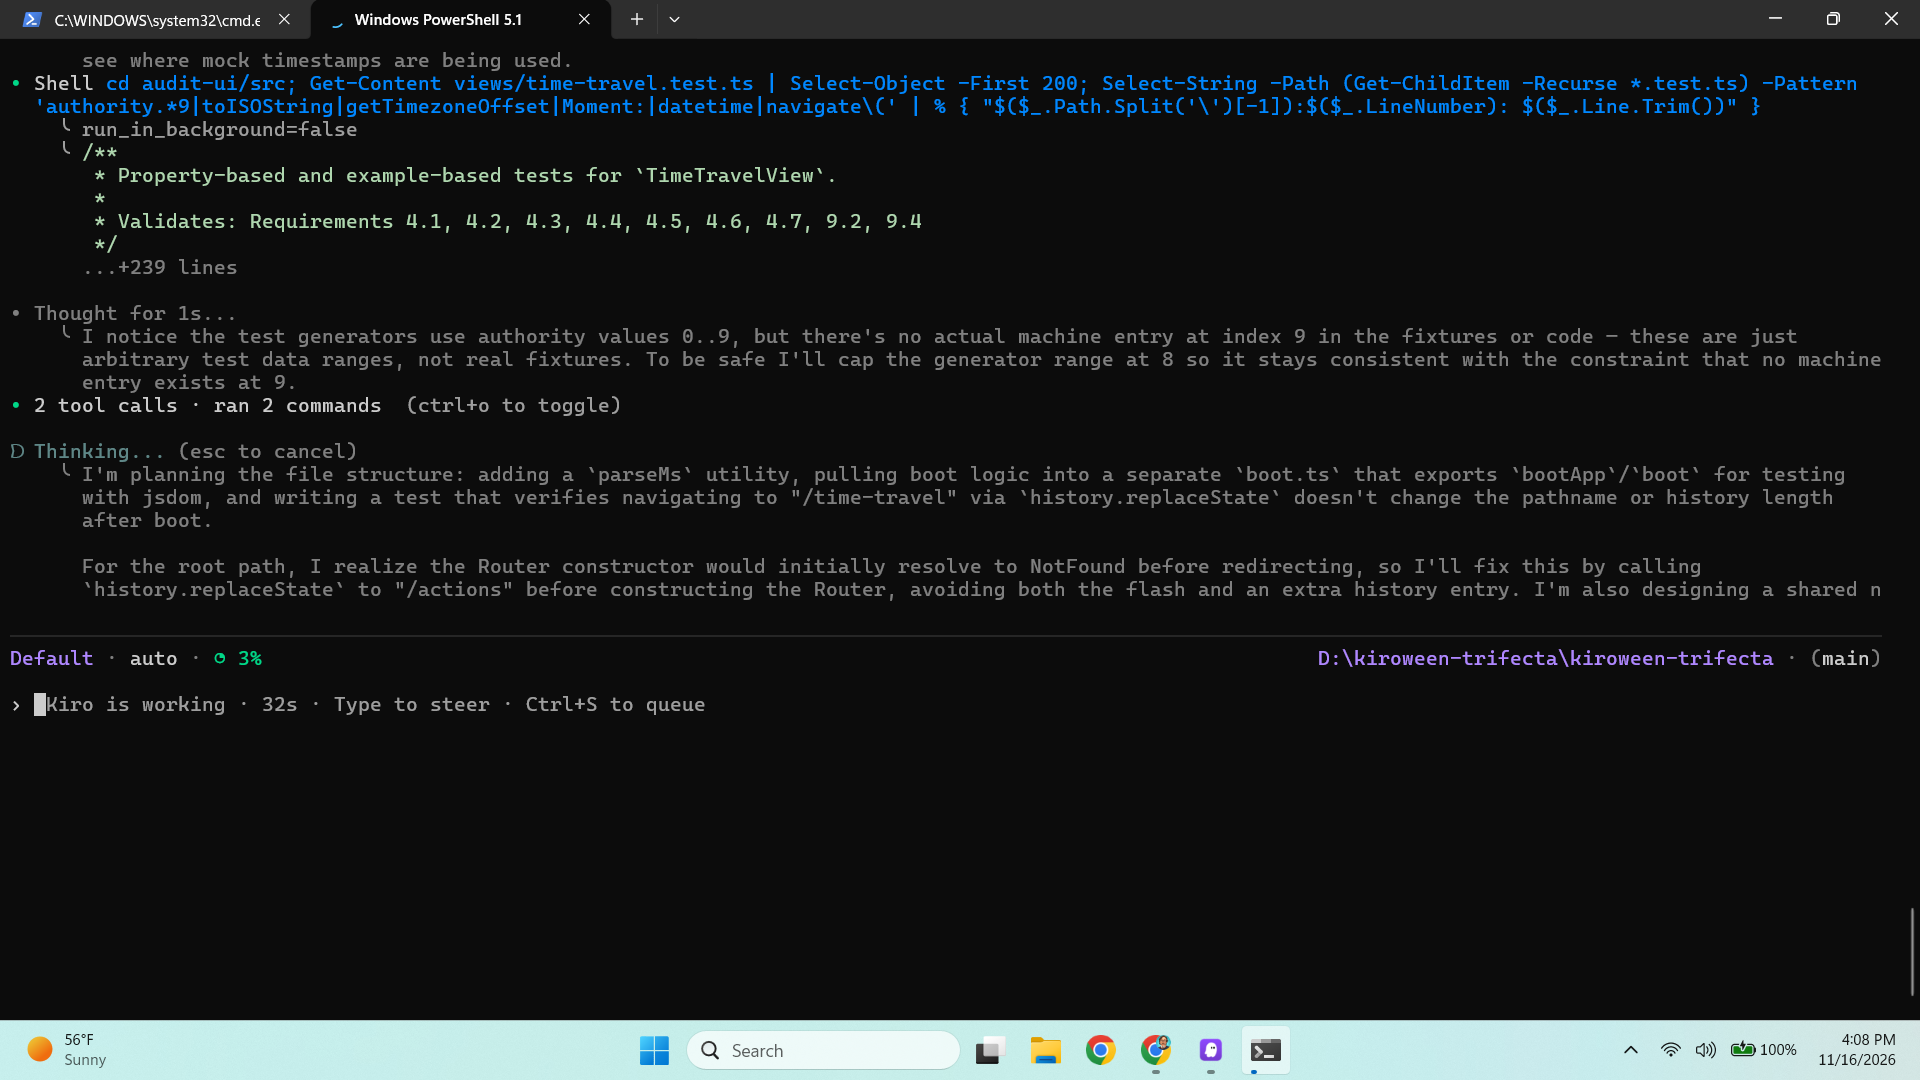 C:\WINDOWS\system32\cmd.e
Windows PowerShell 5.1
see where mock timestamps are being used.
• Shell cd audit-ui/src; Get-Content views/time-travel.test.ts | Select-Object -First 200; Select-String -Path (Get-ChildItem -Recurse *.test.ts) -Pattern
'authority.*9|toISOString|getTimezoneOffset|Moment:|datetime|navigate\(' | % { "$($_.Path.Split('\')[-1]):$($_.LineNumber): $($_.Line.Trim())" }
╰ run_in_background=false
╰ /**
* Property-based and example-based tests for `TimeTravelView`.
*
* Validates: Requirements 4.1, 4.2, 4.3, 4.4, 4.5, 4.6, 4.7, 9.2, 9.4
*/
...+239 lines
• Thought for 1s...
╰ I notice the test generators use authority values 0..9, but there's no actual machine entry at index 9 in the fixtures or code — these are just
arbitrary test data ranges, not real fixtures. To be safe I'll cap the generator range at 8 so it stays consistent with the constraint that no machine
entry exists at 9.
• 2 tool calls · ran 2 commands (ctrl+o to toggle)
Thinking... (esc to cancel)
╰ I'm planning the file structure: adding a `parseMs` utility, pulling boot logic into a separate `boot.ts` that exports `bootApp`/`boot` for testing
with jsdom, and writing a test that verifies navigating to "/time-travel" via `history.replaceState` doesn't change the pathname or history length
after boot.
For the root path, I realize the Router constructor would initially resolve to NotFound before redirecting, so I'll fix this by calling
`history.replaceState` to "/actions" before constructing the Router, avoiding both the flash and an extra history entry. I'm also designing a shared n
Default · auto · 3%
D:\kiroween-trifecta\kiroween-trifecta · (main)
› Kiro is working · 32s · Type to steer · Ctrl+S to queue
56°F
Sunny
Search
100%
4:08 PM
11/16/2026